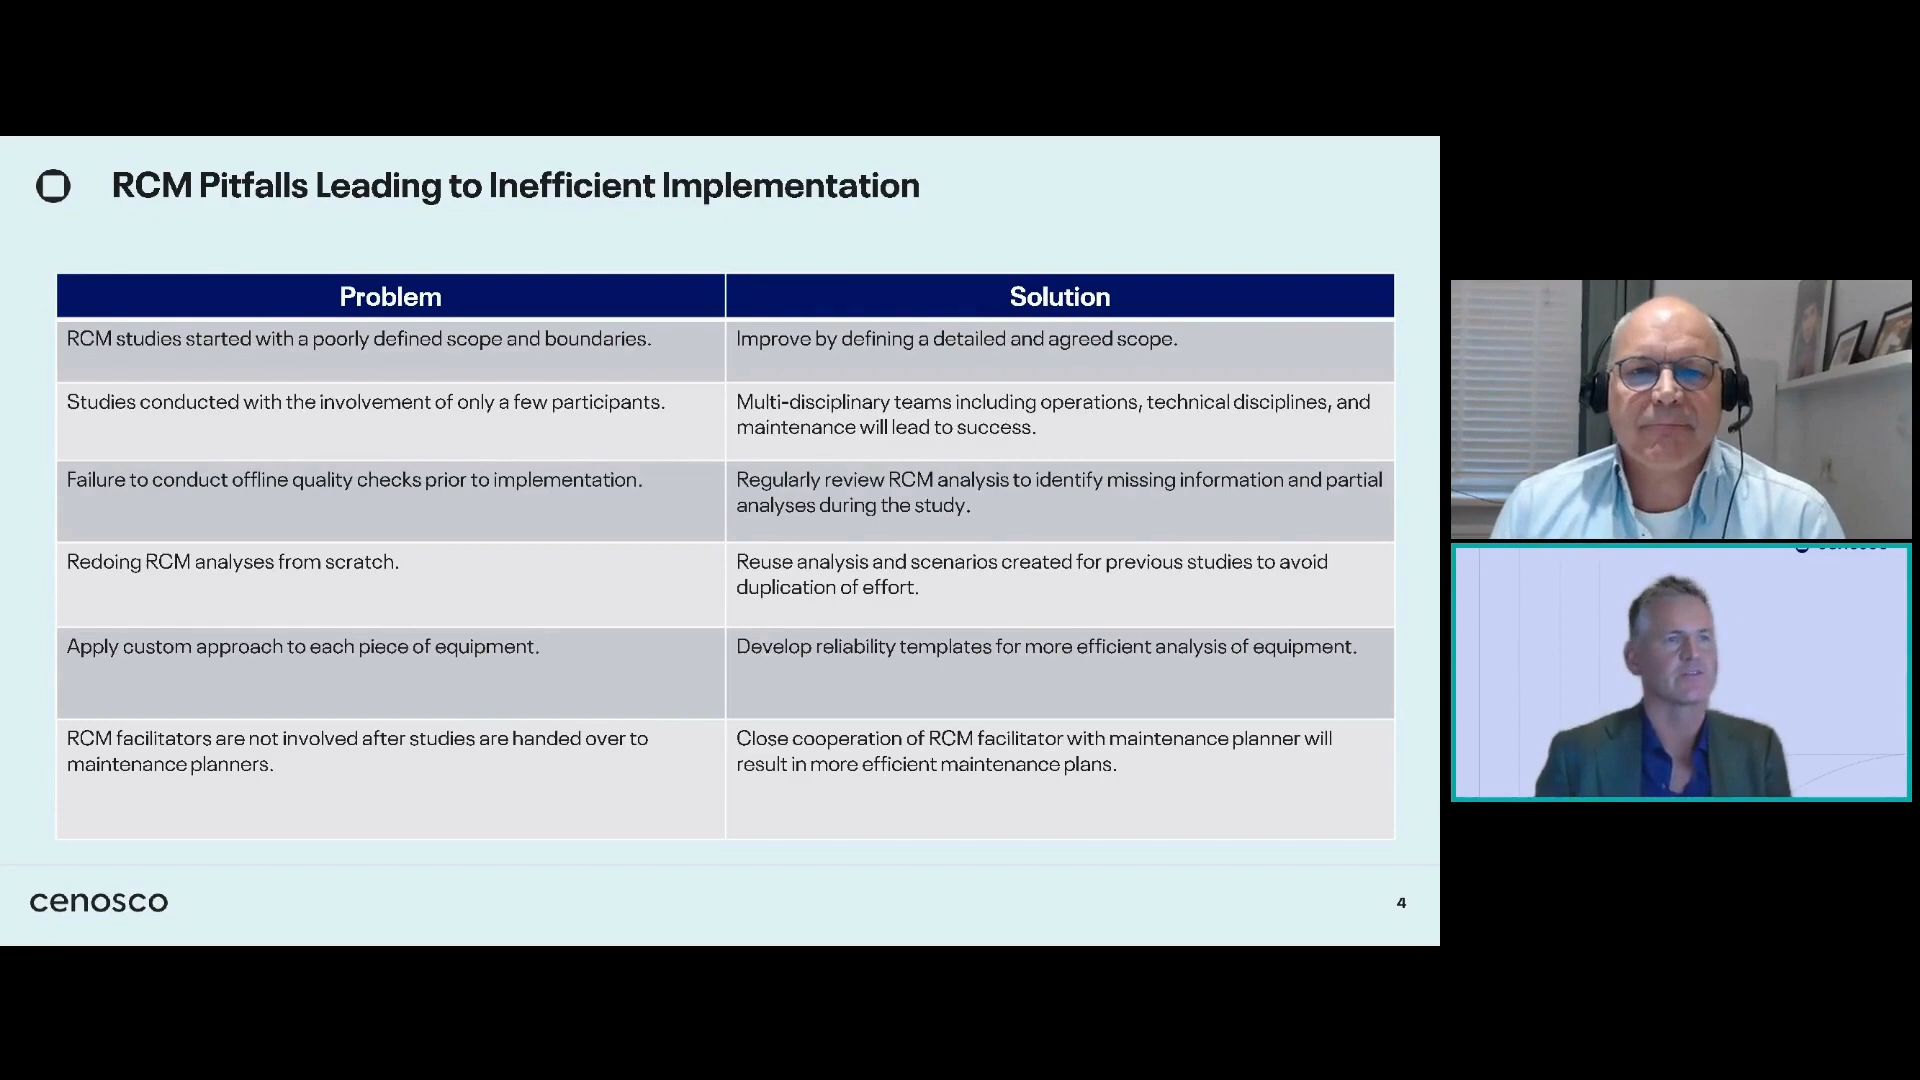 RCM Pitfalls Leading to Inefficient Implementation
Problem
Solution
RCM studies started with a poorly defined scope and boundaries.
Improve by defining a detailed and agreed scope.
Studies conducted with the involvement of only a few participants.
Multi-disciplinary teams including operations, technical disciplines, and
maintenance will lead to success.
Failure to conduct offline quality checks prior to implementation.
Regularly review RCM analysis to identify missing information and partial
analyses during the study.
Redoing RCM analyses from scratch.
Reuse analysis and scenarios created for previous studies to avoid
duplication of effort.
Apply custom approach to each piece of equipment.
Develop reliability templates for more efficient analysis of equipment.
RCM facilitators are not involved after studies are handed over to
maintenance planners.
Close cooperation of RCM facilitator with maintenance planner will
result in more efficient maintenance plans.
cenosco
4